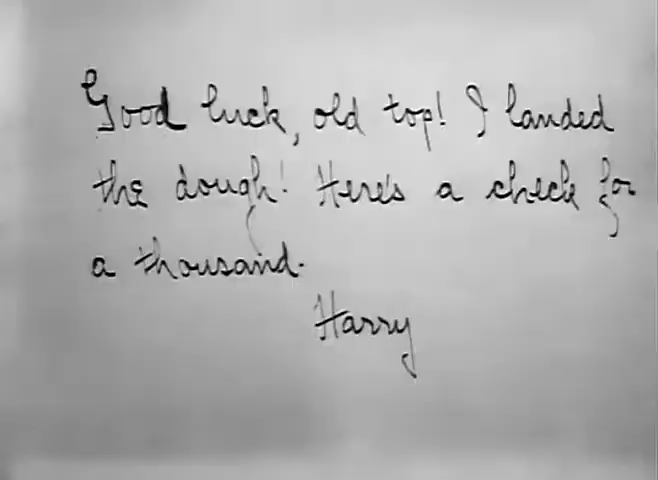 Good luck, old top! I landed
the dough! Here's a check for
a thousand.
Harry